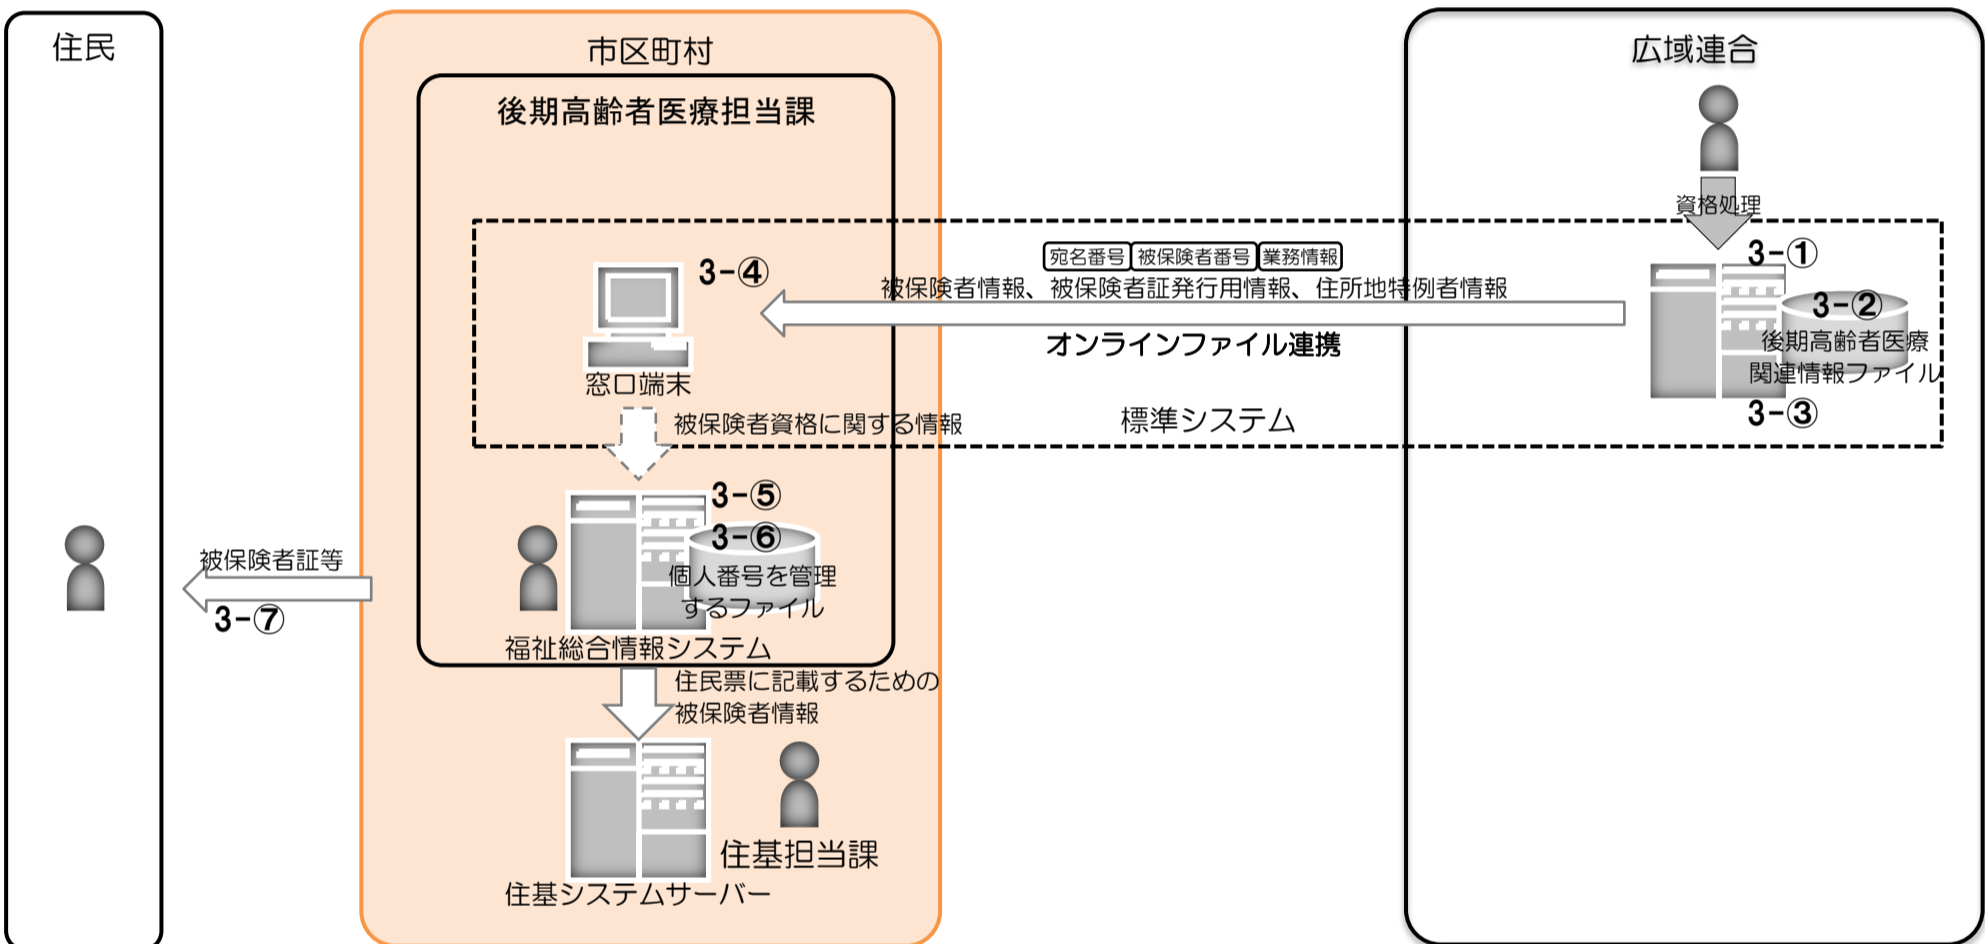 住民
市区町村
広域連合
後期高齢者医療担当課
資格処理
宛名番号 被保険者番号 業務情報
3-①
3-④
被保険者情報、被保険者証発行用情報、住所地特例者情報
3-②
オンラインファイル連携
後期高齢者医療
関連情報ファイル
窓口端末
3-③
被保険者資格に関する情報
標準システム
3-⑤
3-⑥
被保険者証等
個人番号を管理
するファイル
3-⑦
福祉総合情報システム
住民票に記載するための
被保険者情報
住基担当課
住基システムサーバー